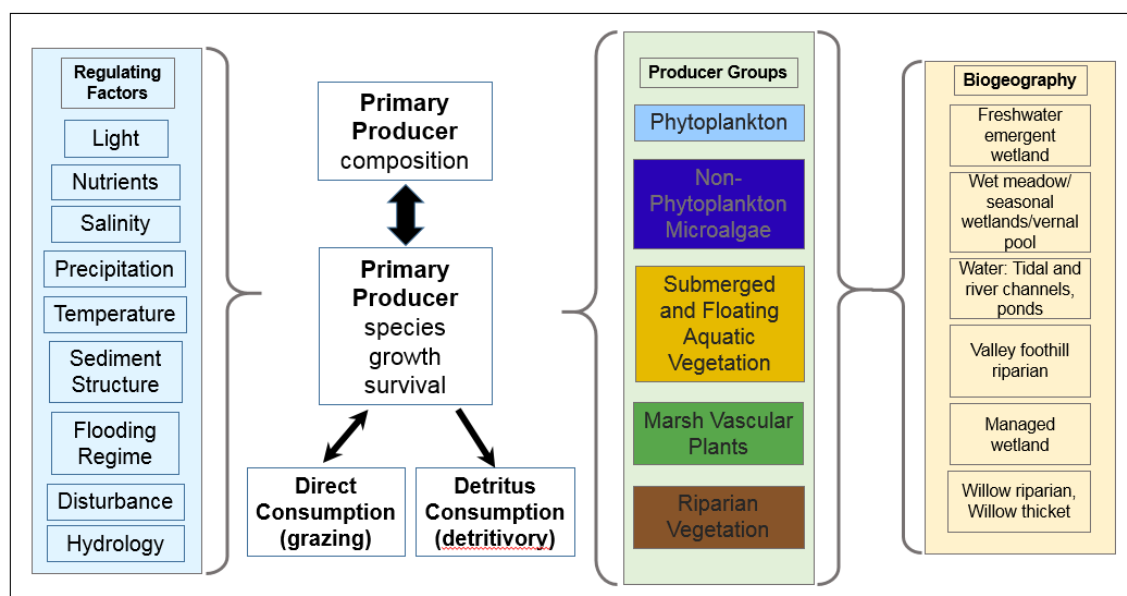 Regulating
Factors
Light
Nutrients
Salinity
Precipitation
Temperature
Sediment
Structure
Flooding
Regime
Disturbance
Hydrology
Primary
Producer
composition
Primary
Producer
species
growth
survival
Direct
Consumption
(grazing)
Detritus
Consumption
(detritivory)
Producer Groups
Phytoplankton
Non-
Phytoplankton
Microalgae
Submerged
and Floating
Aquatic
Vegetation
Marsh Vascular
Plants
Riparian
Vegetation
Biogeography
Freshwater
emergent
wetland
Wet meadow/
seasonal
wetlands/vernal
pool
Water: Tidal and
river channels,
ponds
Valley foothill
riparian
Managed
wetland
Willow riparian,
Willow thicket